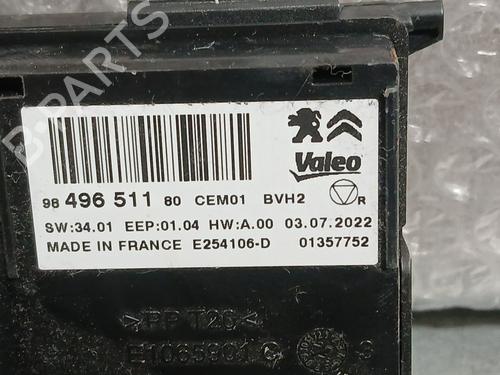 B-PARTS
Valeo
98 496 511 80 CEM01 BVH2
R
SW:34.01 EEP:01.04 HW:A.00 03.07.2022
MADE IN FRANCE E254106-D 01357752
>PP T20<